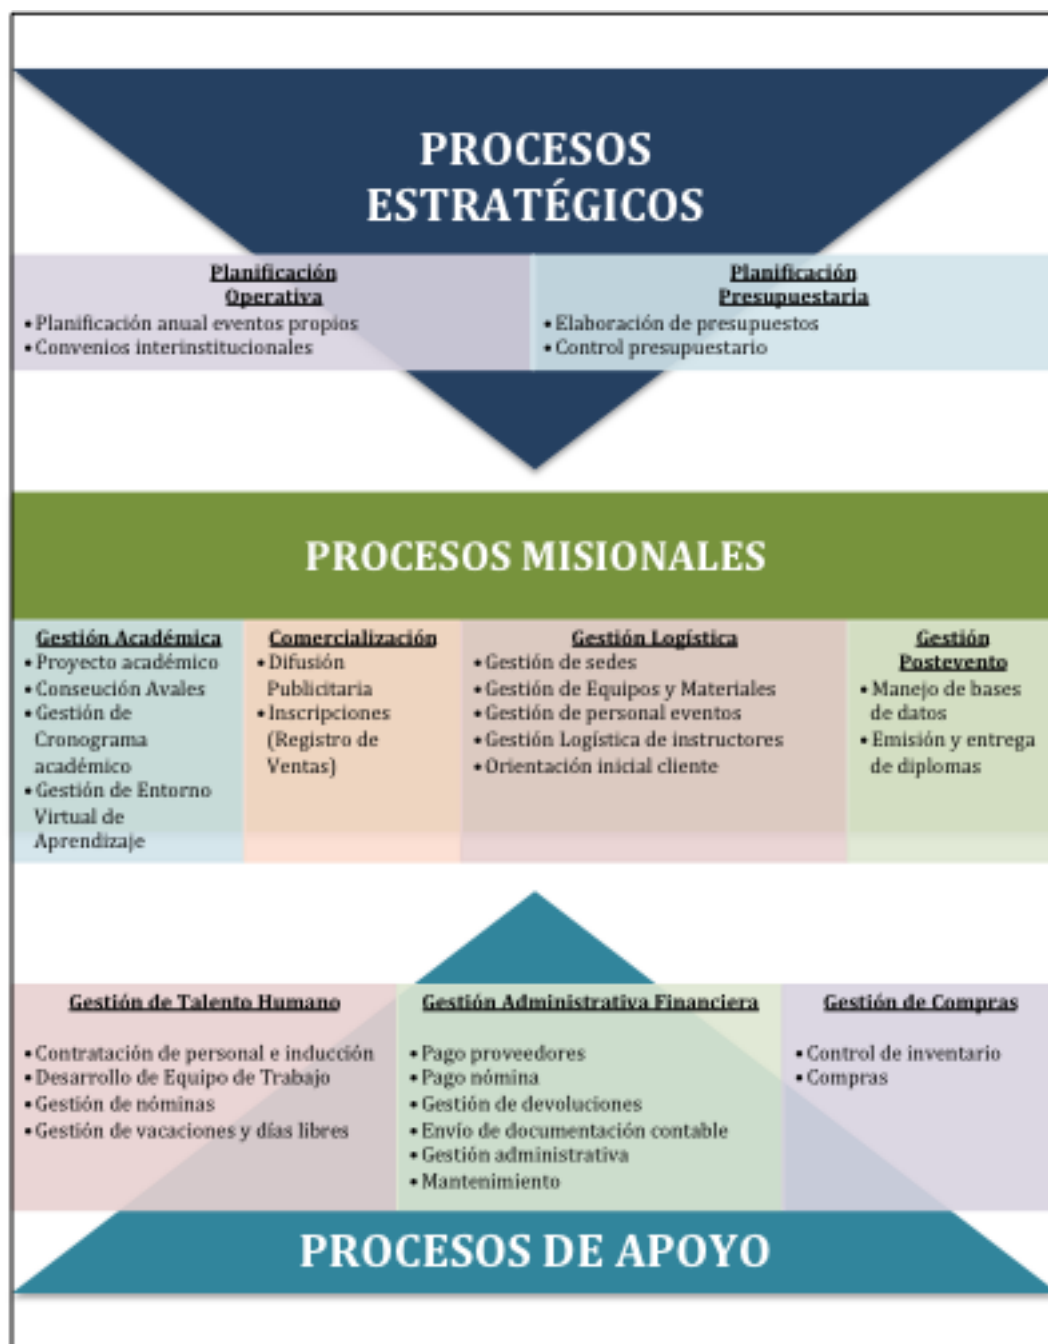 PROCESOS
ESTRATÉGICOS
Planificación
Operativa
• Planificación anual eventos propios
• Convenios interinstitucionales
Planificación
Presupuestaria
• Elaboración de presupuestos
• Control presupuestario
PROCESOS MISIONALES
Gestión Académica
• Proyecto académico
• Conseución Avales
• Gestión de
Cronograma
académico
• Gestión de Entorno
Virtual de
Aprendizaje
Comercialización
• Difusión
Publicitaria
• Inscripciones
(Registro de
Ventas)
Gestión Logística
• Gestión de sedes
• Gestión de Equipos y Materiales
• Gestión de personal eventos
• Gestión Logística de instructores
• Orientación inicial cliente
Gestión
Postevento
• Manejo de bases
de datos
• Emisión y entrega
de diplomas
Gestión de Talento Humano
• Contratación de personal e inducción
• Desarrollo de Equipo de Trabajo
• Gestión de nóminas
• Gestión de vacaciones y días libres
Gestión Administrativa Financiera
• Pago proveedores
• Pago nómina
• Gestión de devoluciones
• Envío de documentación contable
• Gestión administrativa
• Mantenimiento
Gestión de Compras
• Control de inventario
• Compras
PROCESOS DE APOYO